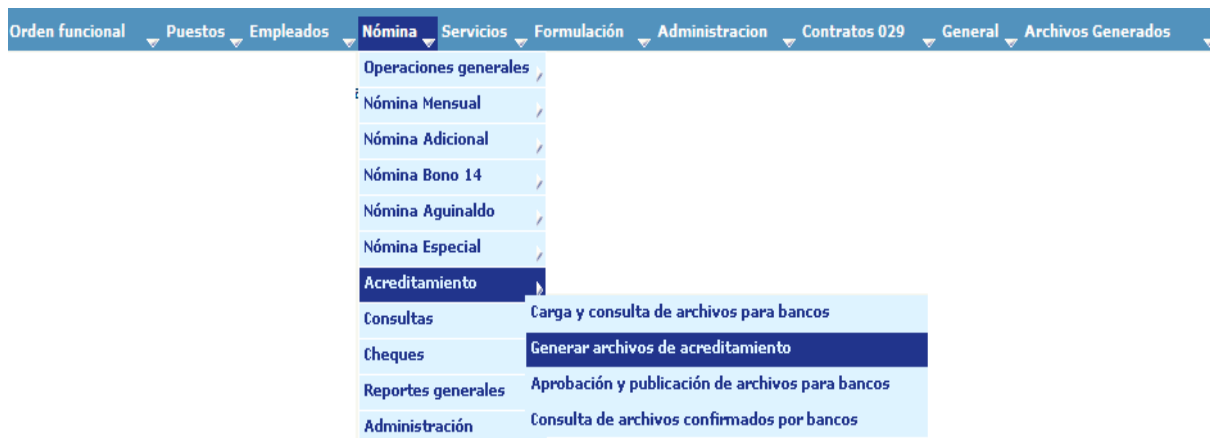 Orden funcional Puestos Empleados Nómina Servicios Formulación Administracion Contratos 029 General Archivos Generados
Operaciones generales
Nómina Mensual
Nómina Adicional
Nómina Bono 14
Nómina Aguinaldo
Nómina Especial
Acreditamiento
Consultas
Cheques
Reportes generales
Administración
Carga y consulta de archivos para bancos
Generar archivos de acreditamiento
Aprobación y publicación de archivos para bancos
Consulta de archivos confirmados por bancos